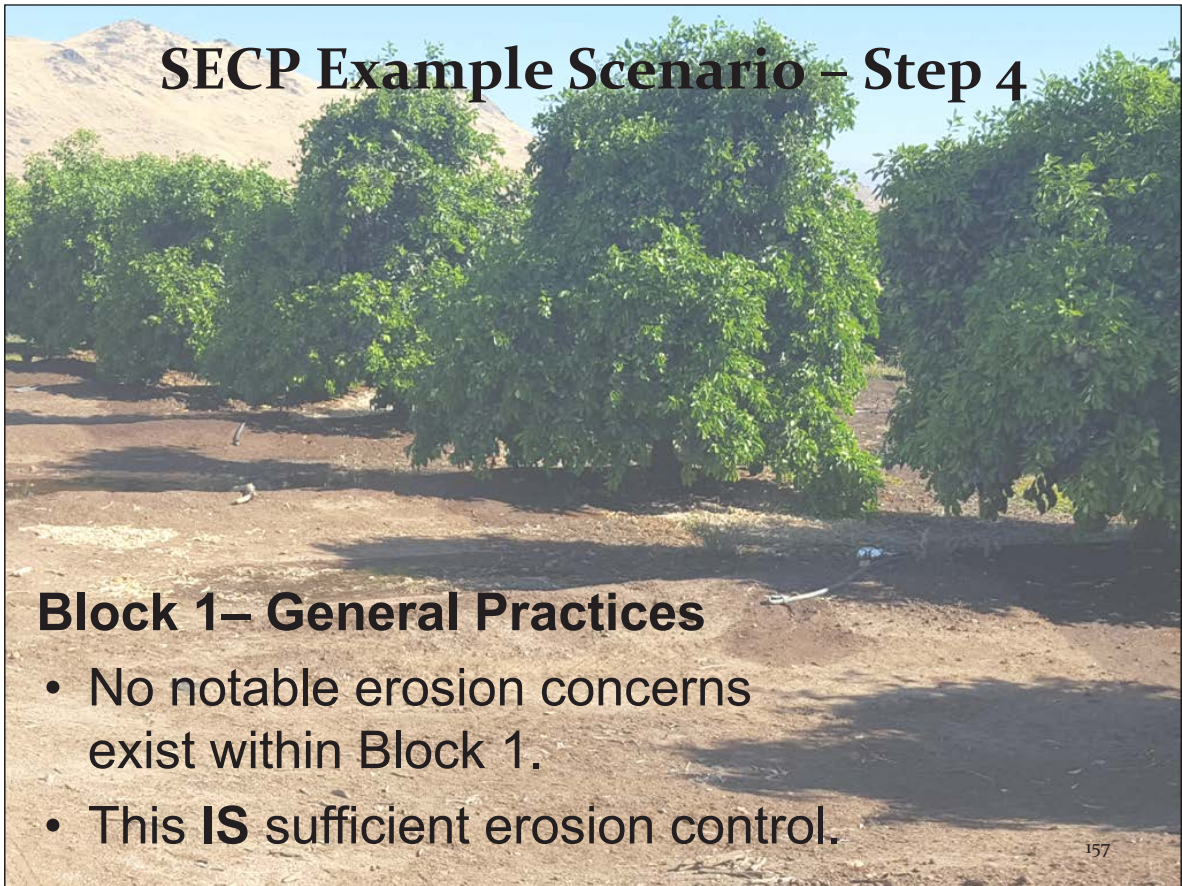 SECP Example Scenario – Step 4
Block 1– General Practices
• No notable erosion concerns
exist within Block 1.
• This IS sufficient erosion control.
157